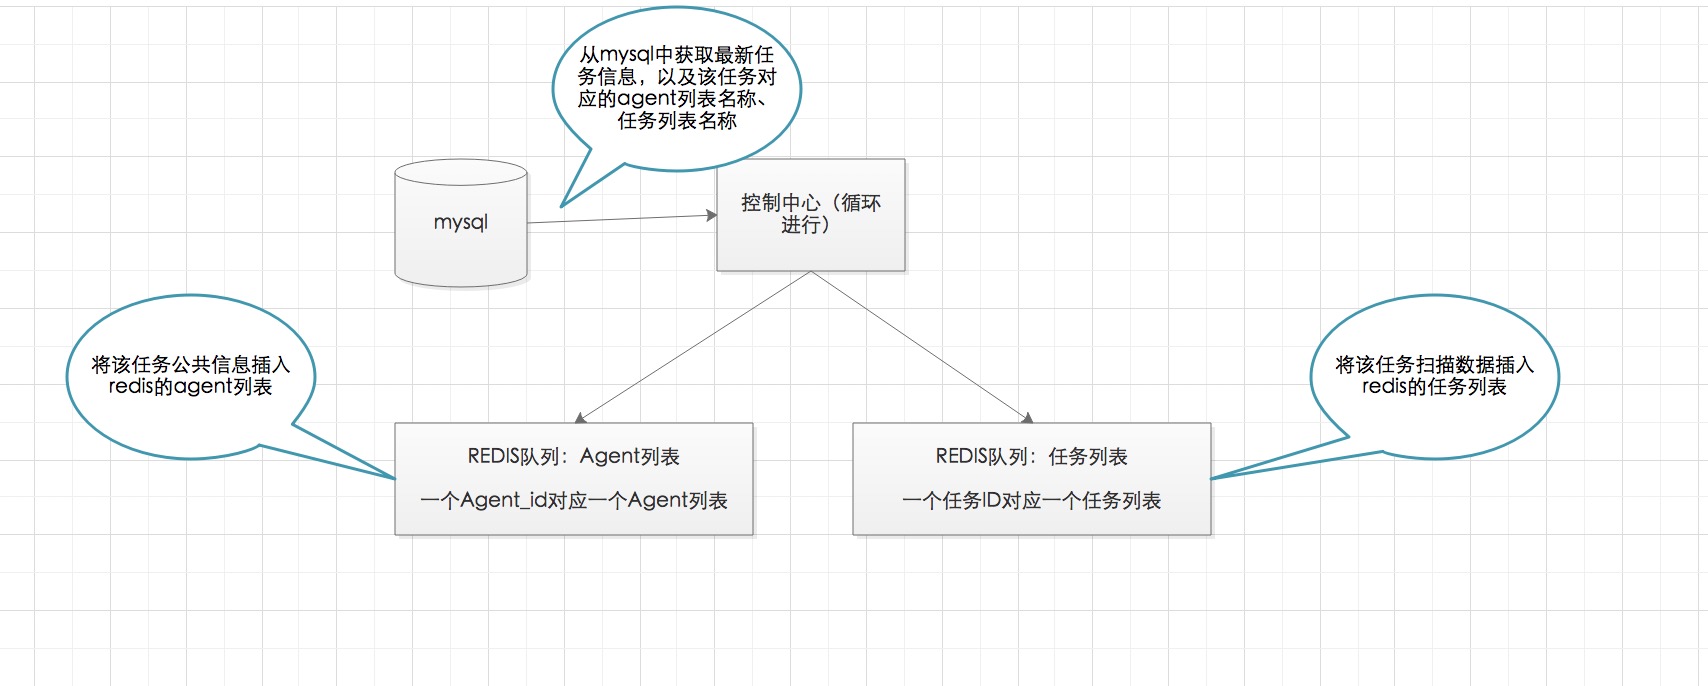 从mysql中获取最新任
务信息，以及该任务对
应的agent列表名称、
任务列表名称
mysql
控制中心（循环
进行）
将该任务公共信息插入
redis的agent列表
将该任务扫描数据插入
redis的任务列表
REDIS队列：Agent列表
一个Agent_id对应一个Agent列表
REDIS队列：任务列表
一个任务ID对应一个任务列表